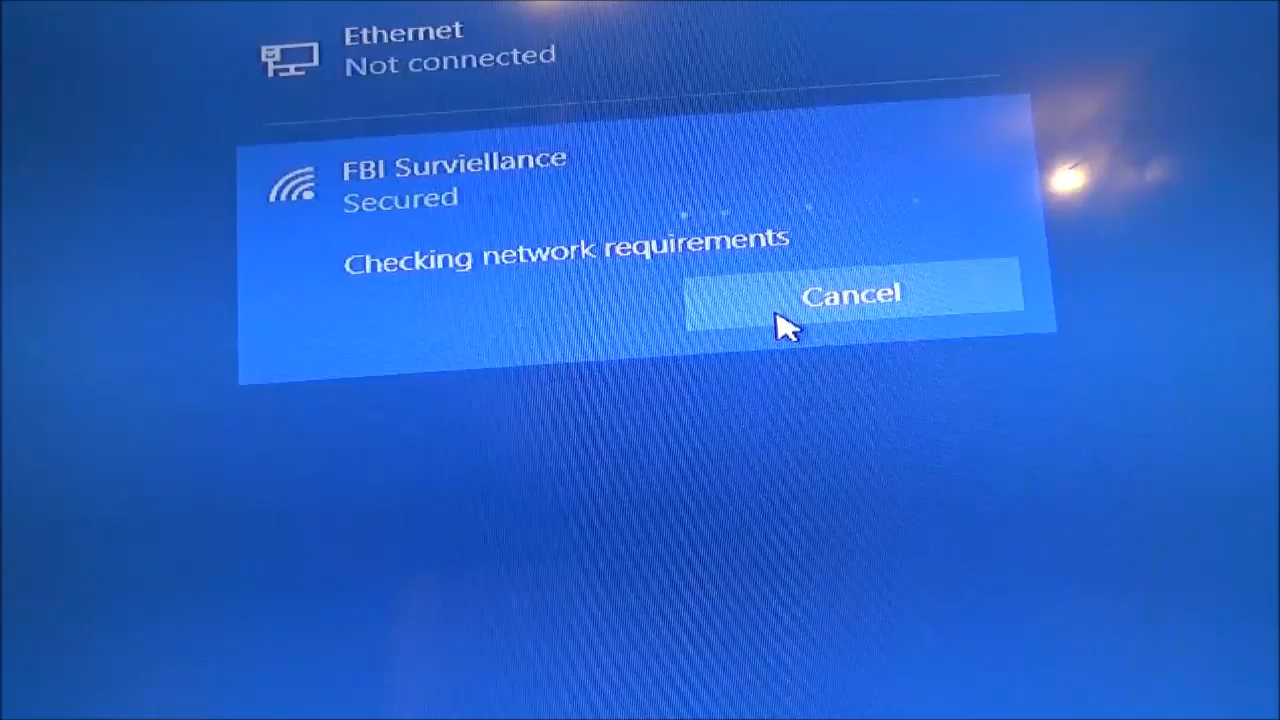 Ethernet
Not connected
FBI Surviellance
Secured
Checking network requirements
Cancel